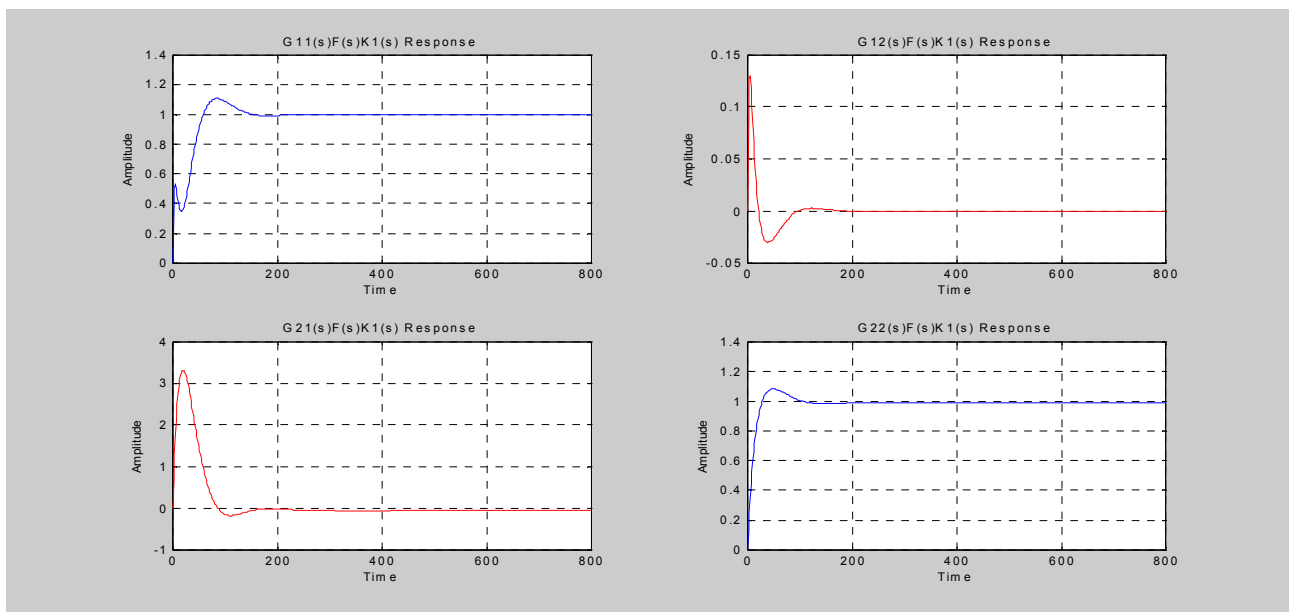 G11(s)F(s)K1(s) Response
1.4
1.2
1
0.8
0.6
0.4
0.2
0
Amplitude
0 200 400 600 800
Time
G12(s)F(s)K1(s) Response
0.15
0.1
0.05
0
-0.05
Amplitude
0 200 400 600 800
Time
G21(s)F(s)K1(s) Response
4
3
2
1
0
-1
Amplitude
0 200 400 600 800
Time
G22(s)F(s)K1(s) Response
1.4
1.2
1
0.8
0.6
0.4
0.2
0
Amplitude
0 200 400 600 800
Time